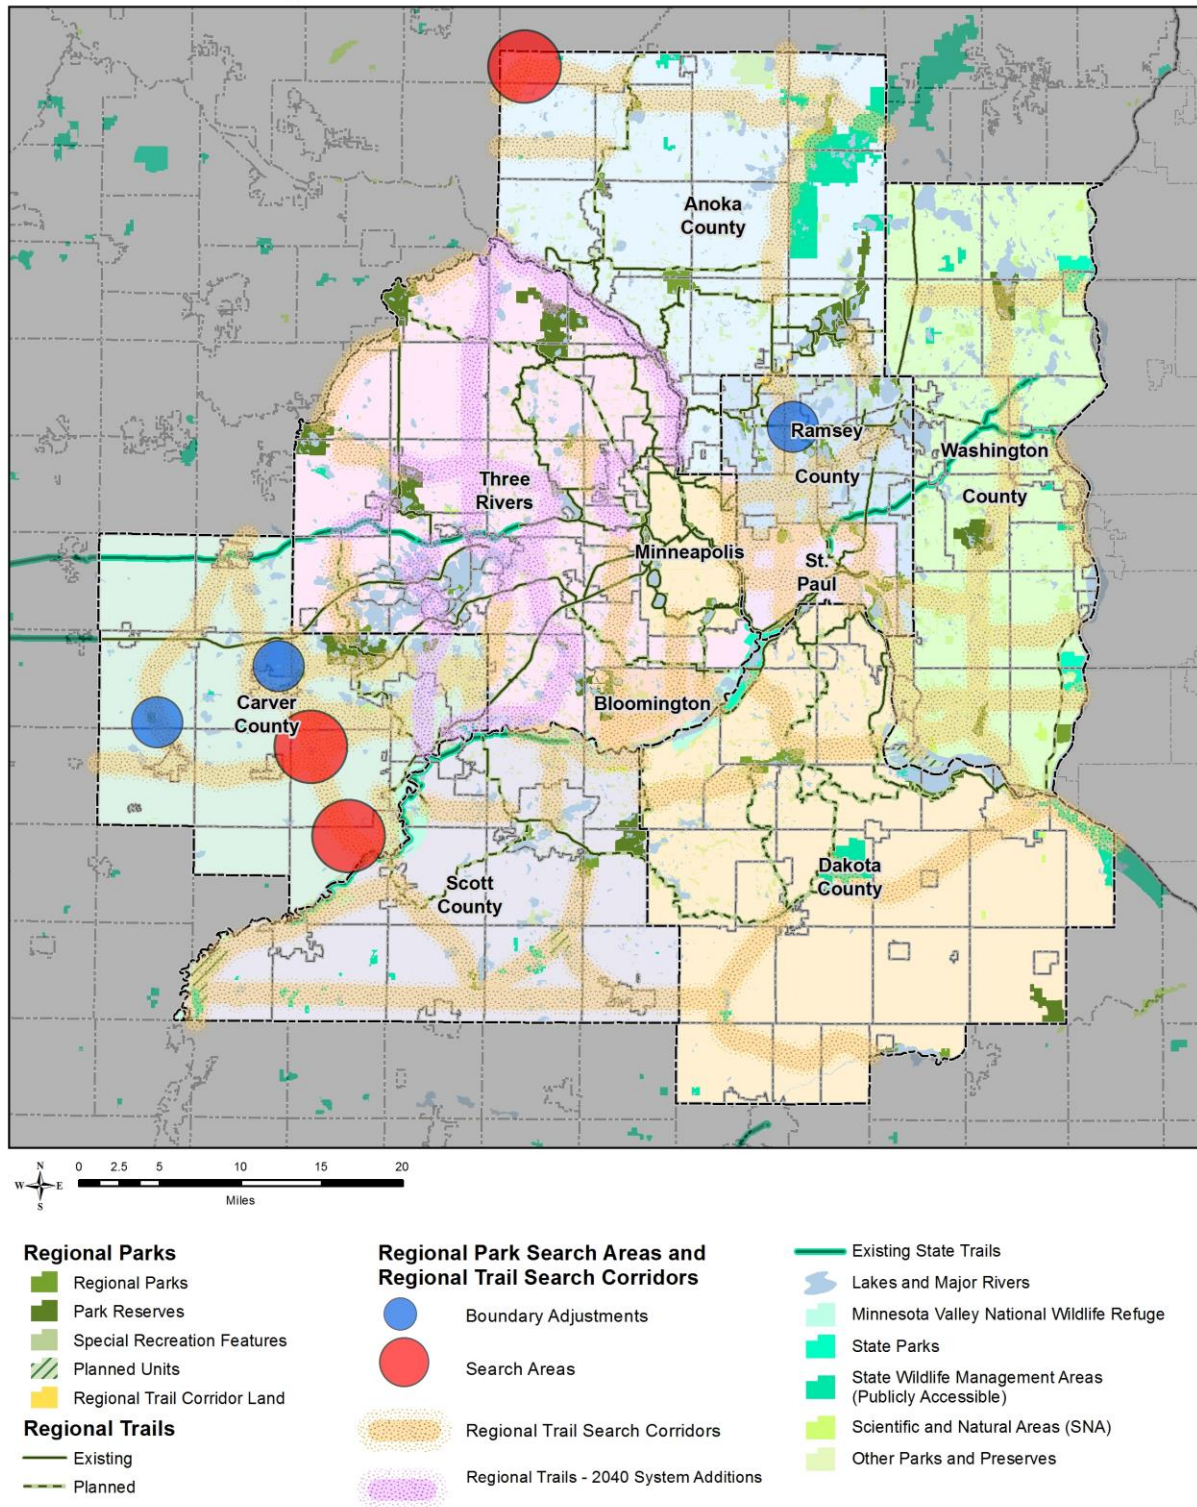 Anoka
County
Ramsey
County
Washington
County
Three
Rivers
Minneapolis
St.
Paul
Bloomington
Carver
County
Scott
County
Dakota
County
N
W E
S
0 2.5 5 10 15 20
Miles
Regional Parks
Regional Parks
Park Reserves
Special Recreation Features
Planned Units
Regional Trail Corridor Land
Regional Trails
Existing
Planned
Regional Park Search Areas and
Regional Trail Search Corridors
Boundary Adjustments
Search Areas
Regional Trail Search Corridors
Regional Trails - 2040 System Additions
Existing State Trails
Lakes and Major Rivers
Minnesota Valley National Wildlife Refuge
State Parks
State Wildlife Management Areas
(Publicly Accessible)
Scientific and Natural Areas (SNA)
Other Parks and Preserves